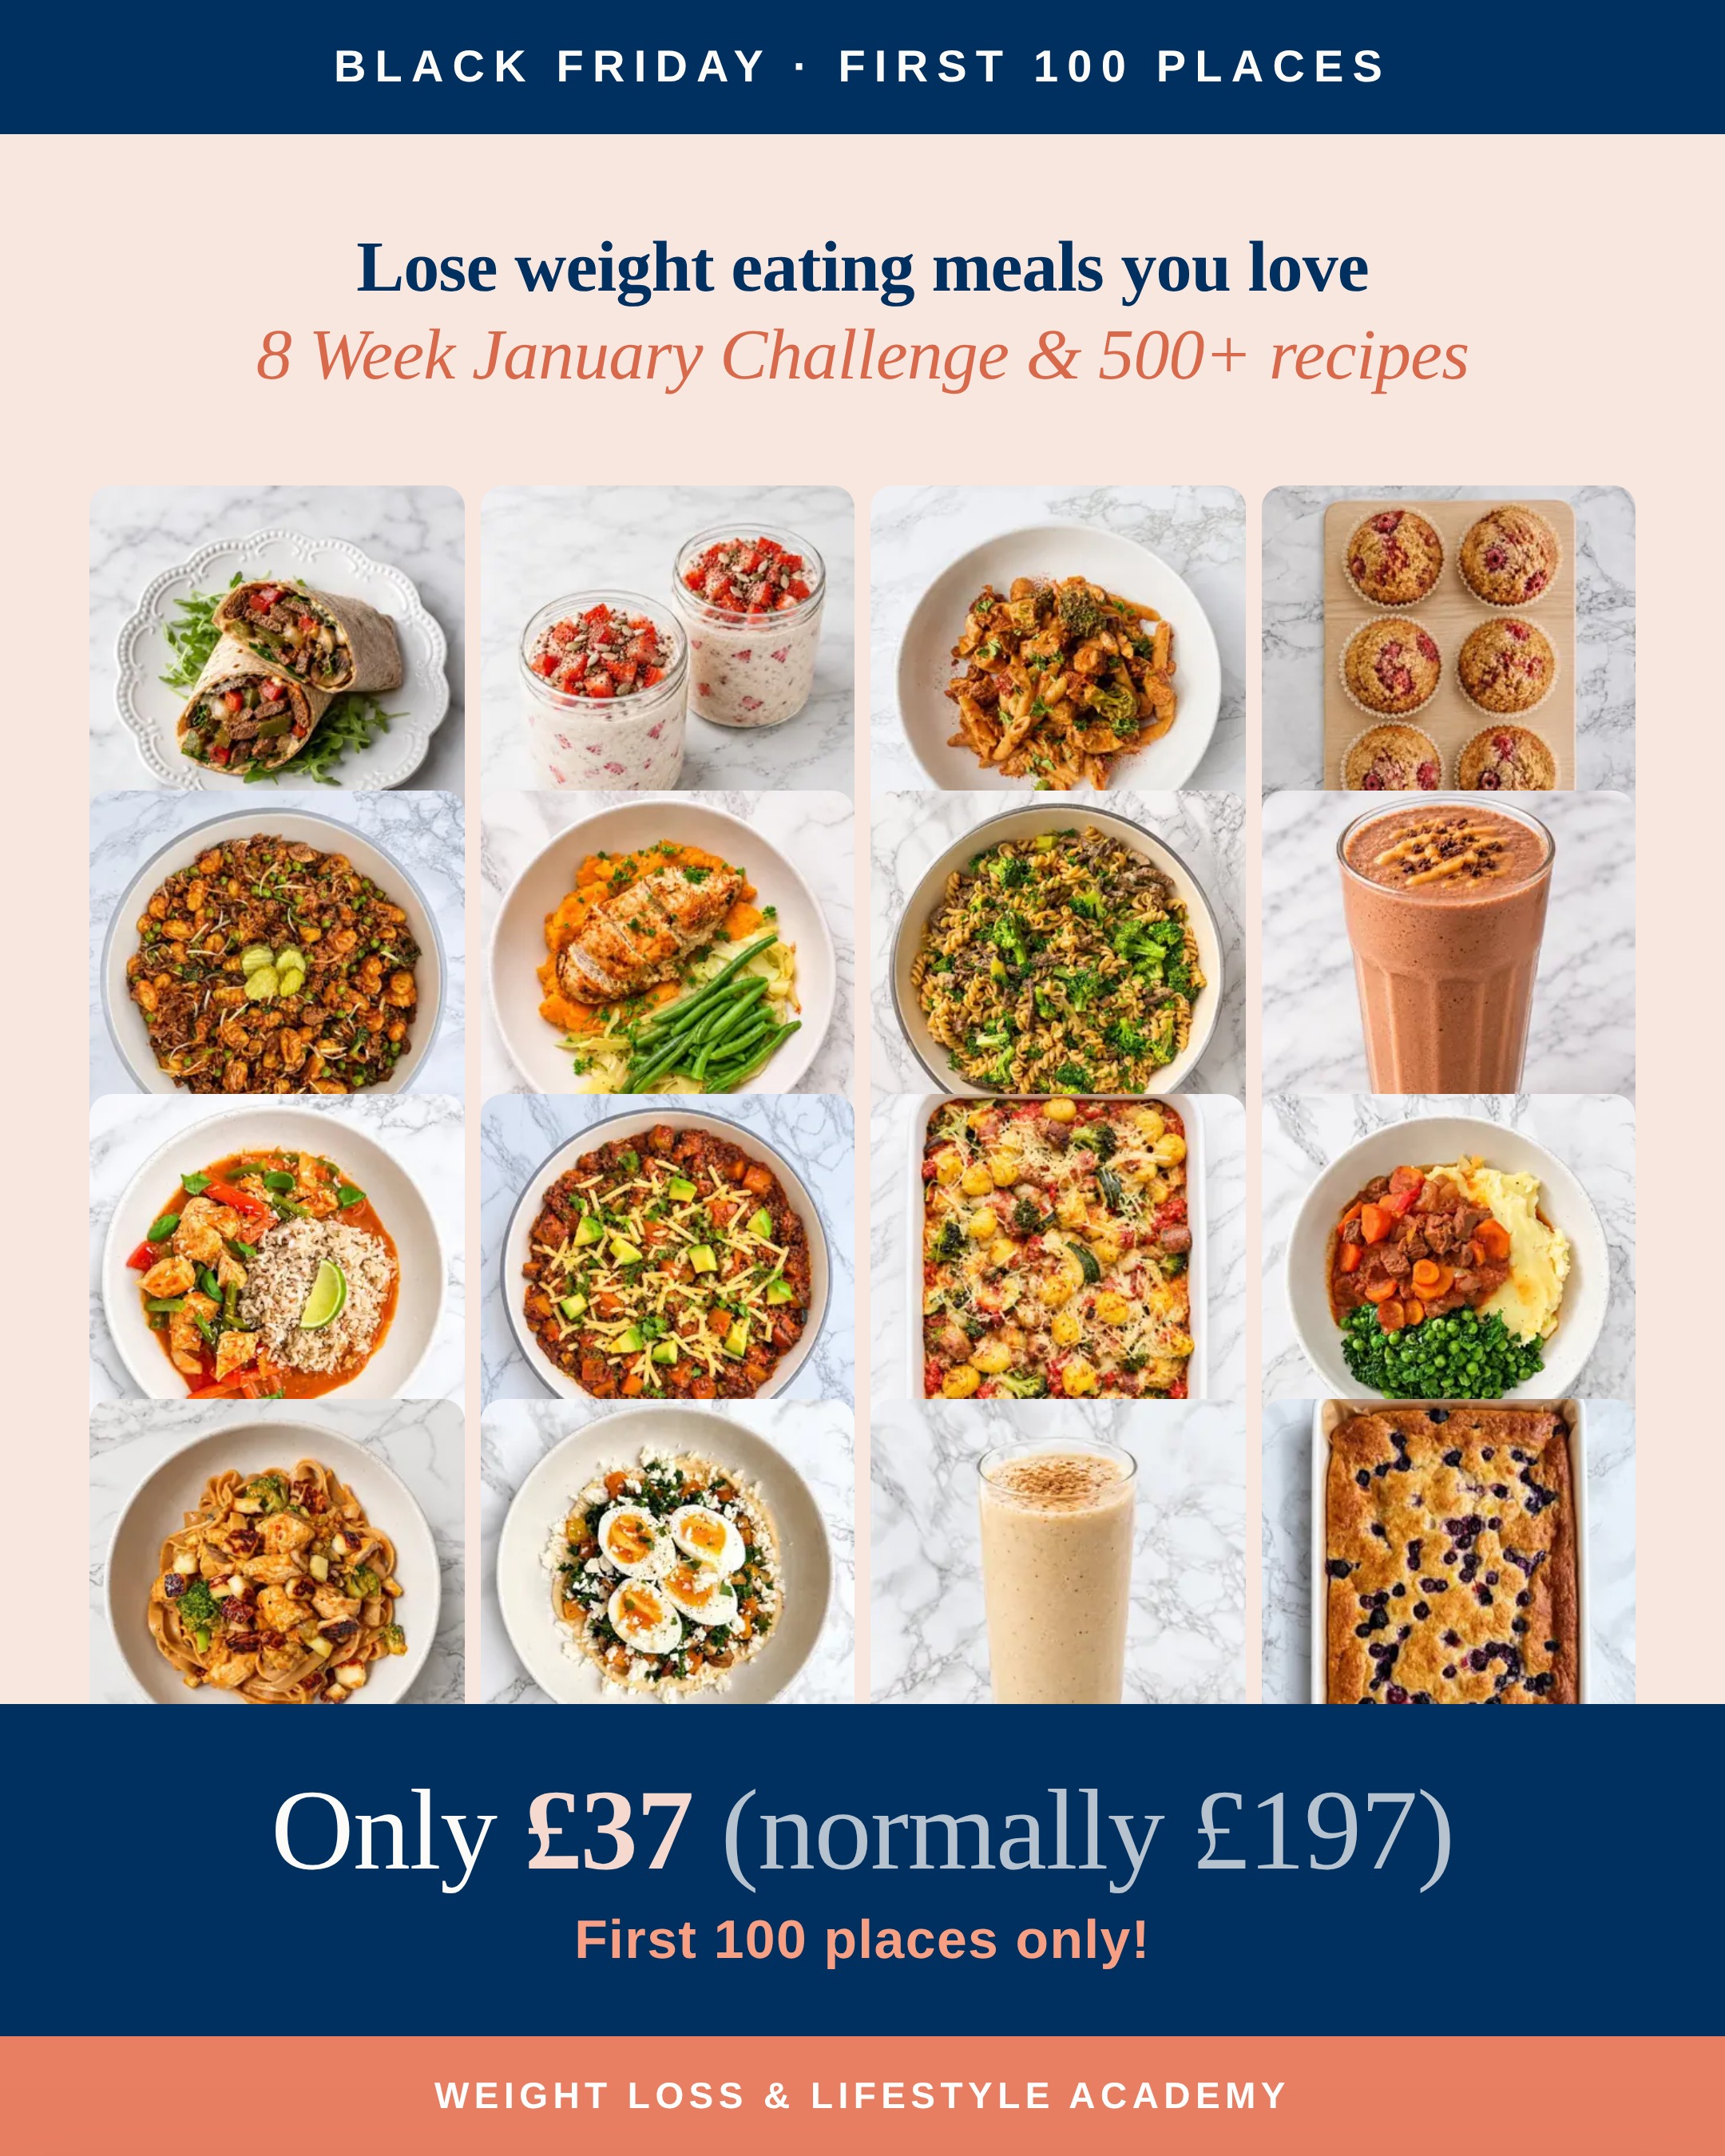 BLACK FRIDAY · FIRST 100 PLACES
Lose weight eating meals you love
8 Week January Challenge & 500+ recipes
Only £37 (normally £197)
First 100 places only!
WEIGHT LOSS & LIFESTYLE ACADEMY